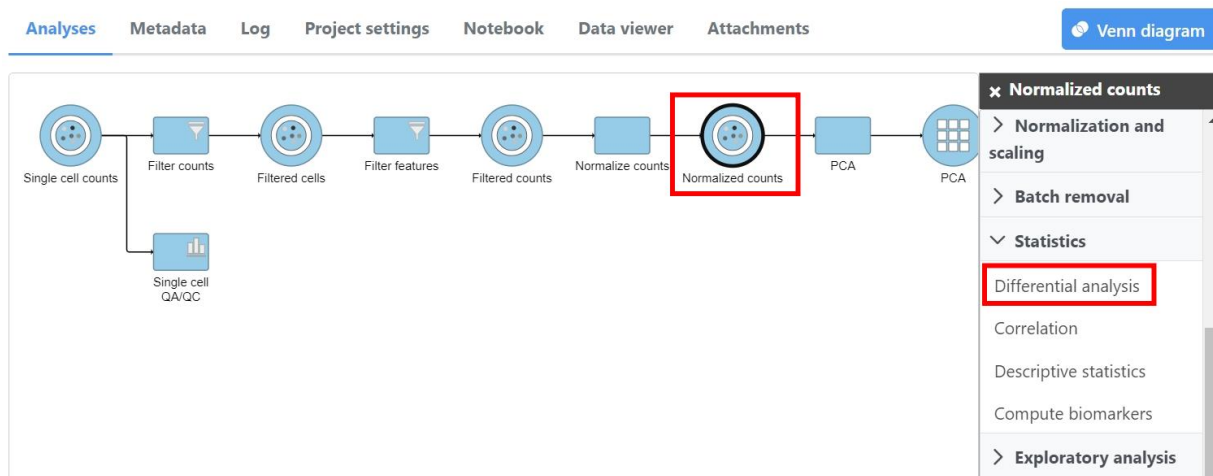 Analyses Metadata Log Project settings Notebook Data viewer Attachments Venn diagram
Single cell counts
Filter counts
Filtered cells
Filter features
Filtered counts
Normalize counts
Normalized counts
PCA
PCA
Single cell
QA/QC
× Normalized counts
Normalization and
scaling
Batch removal
Statistics
Differential analysis
Correlation
Descriptive statistics
Compute biomarkers
Exploratory analysis